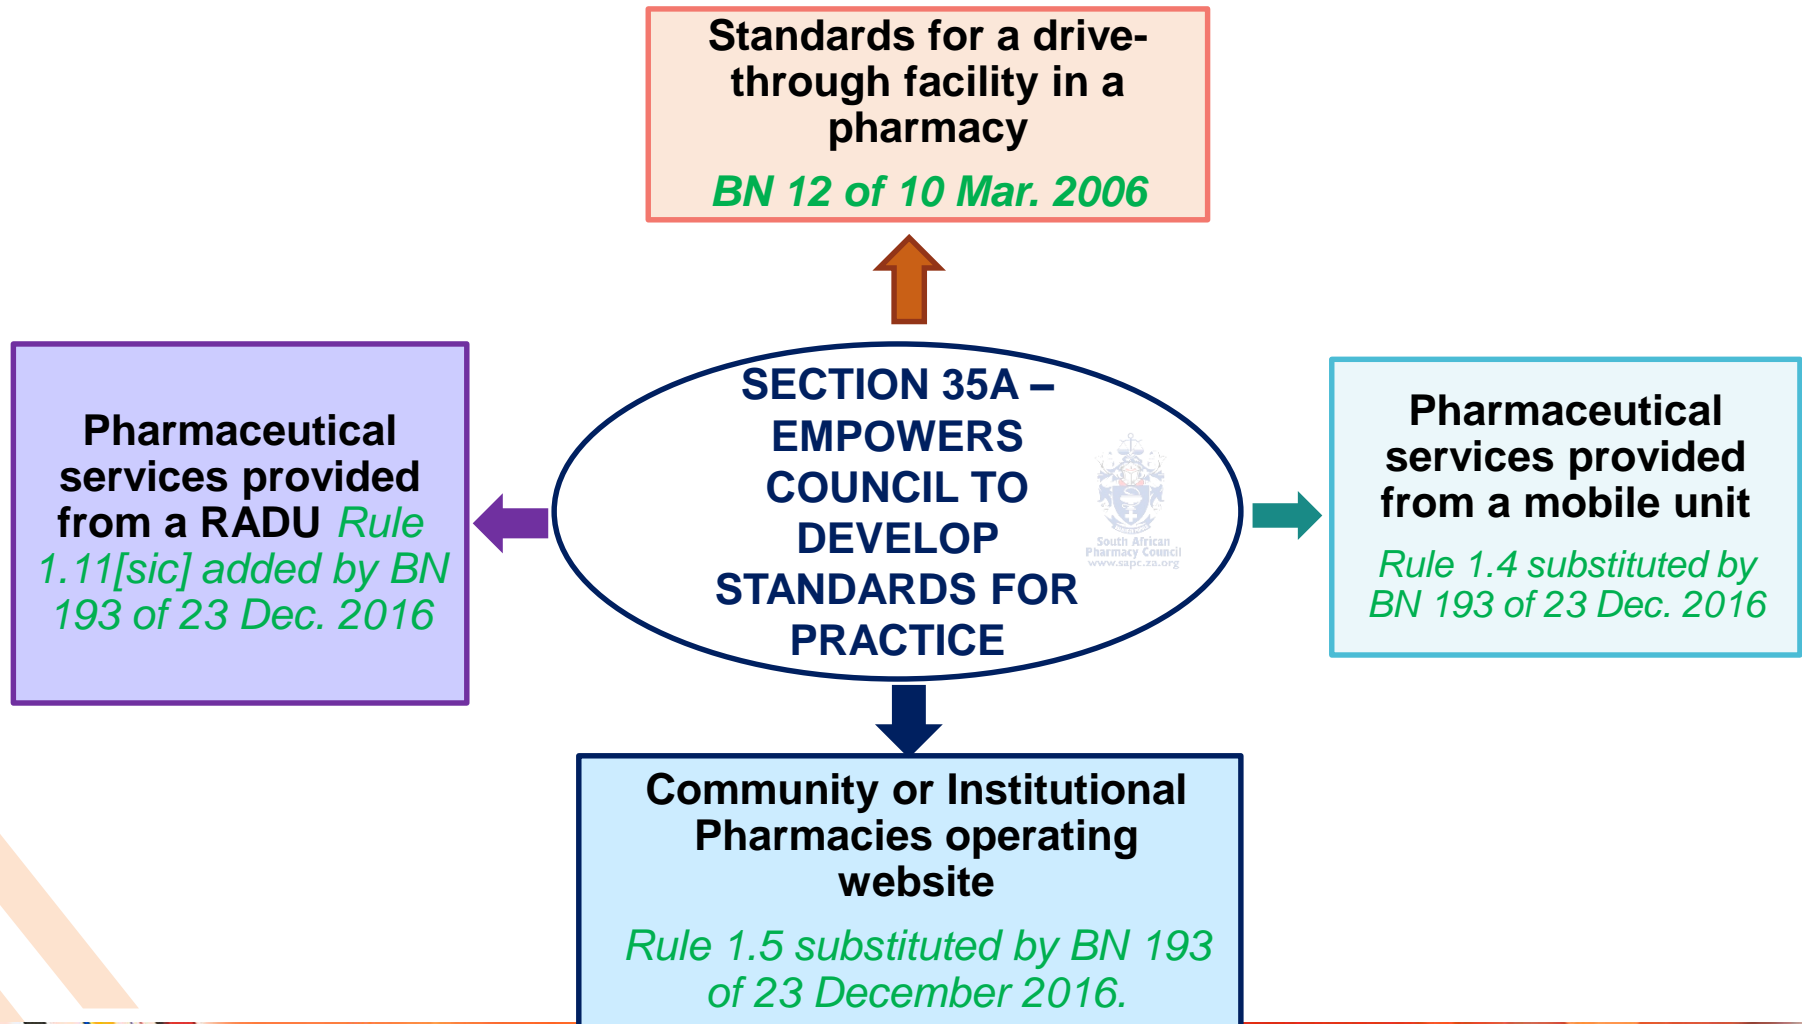 Standards for a drive-
through facility in a
pharmacy
BN 12 of 10 Mar. 2006
Pharmaceutical
services provided
from a RADU Rule
1.11[sic] added by BN
193 of 23 Dec. 2016
SECTION 35A –
EMPOWERS
COUNCIL TO
DEVELOP
STANDARDS FOR
PRACTICE
South African
Pharmacy Council
www.sapc.za.org
Pharmaceutical
services provided
from a mobile unit
Rule 1.4 substituted by
BN 193 of 23 Dec. 2016
Community or Institutional
Pharmacies operating
website
Rule 1.5 substituted by BN 193
of 23 December 2016.